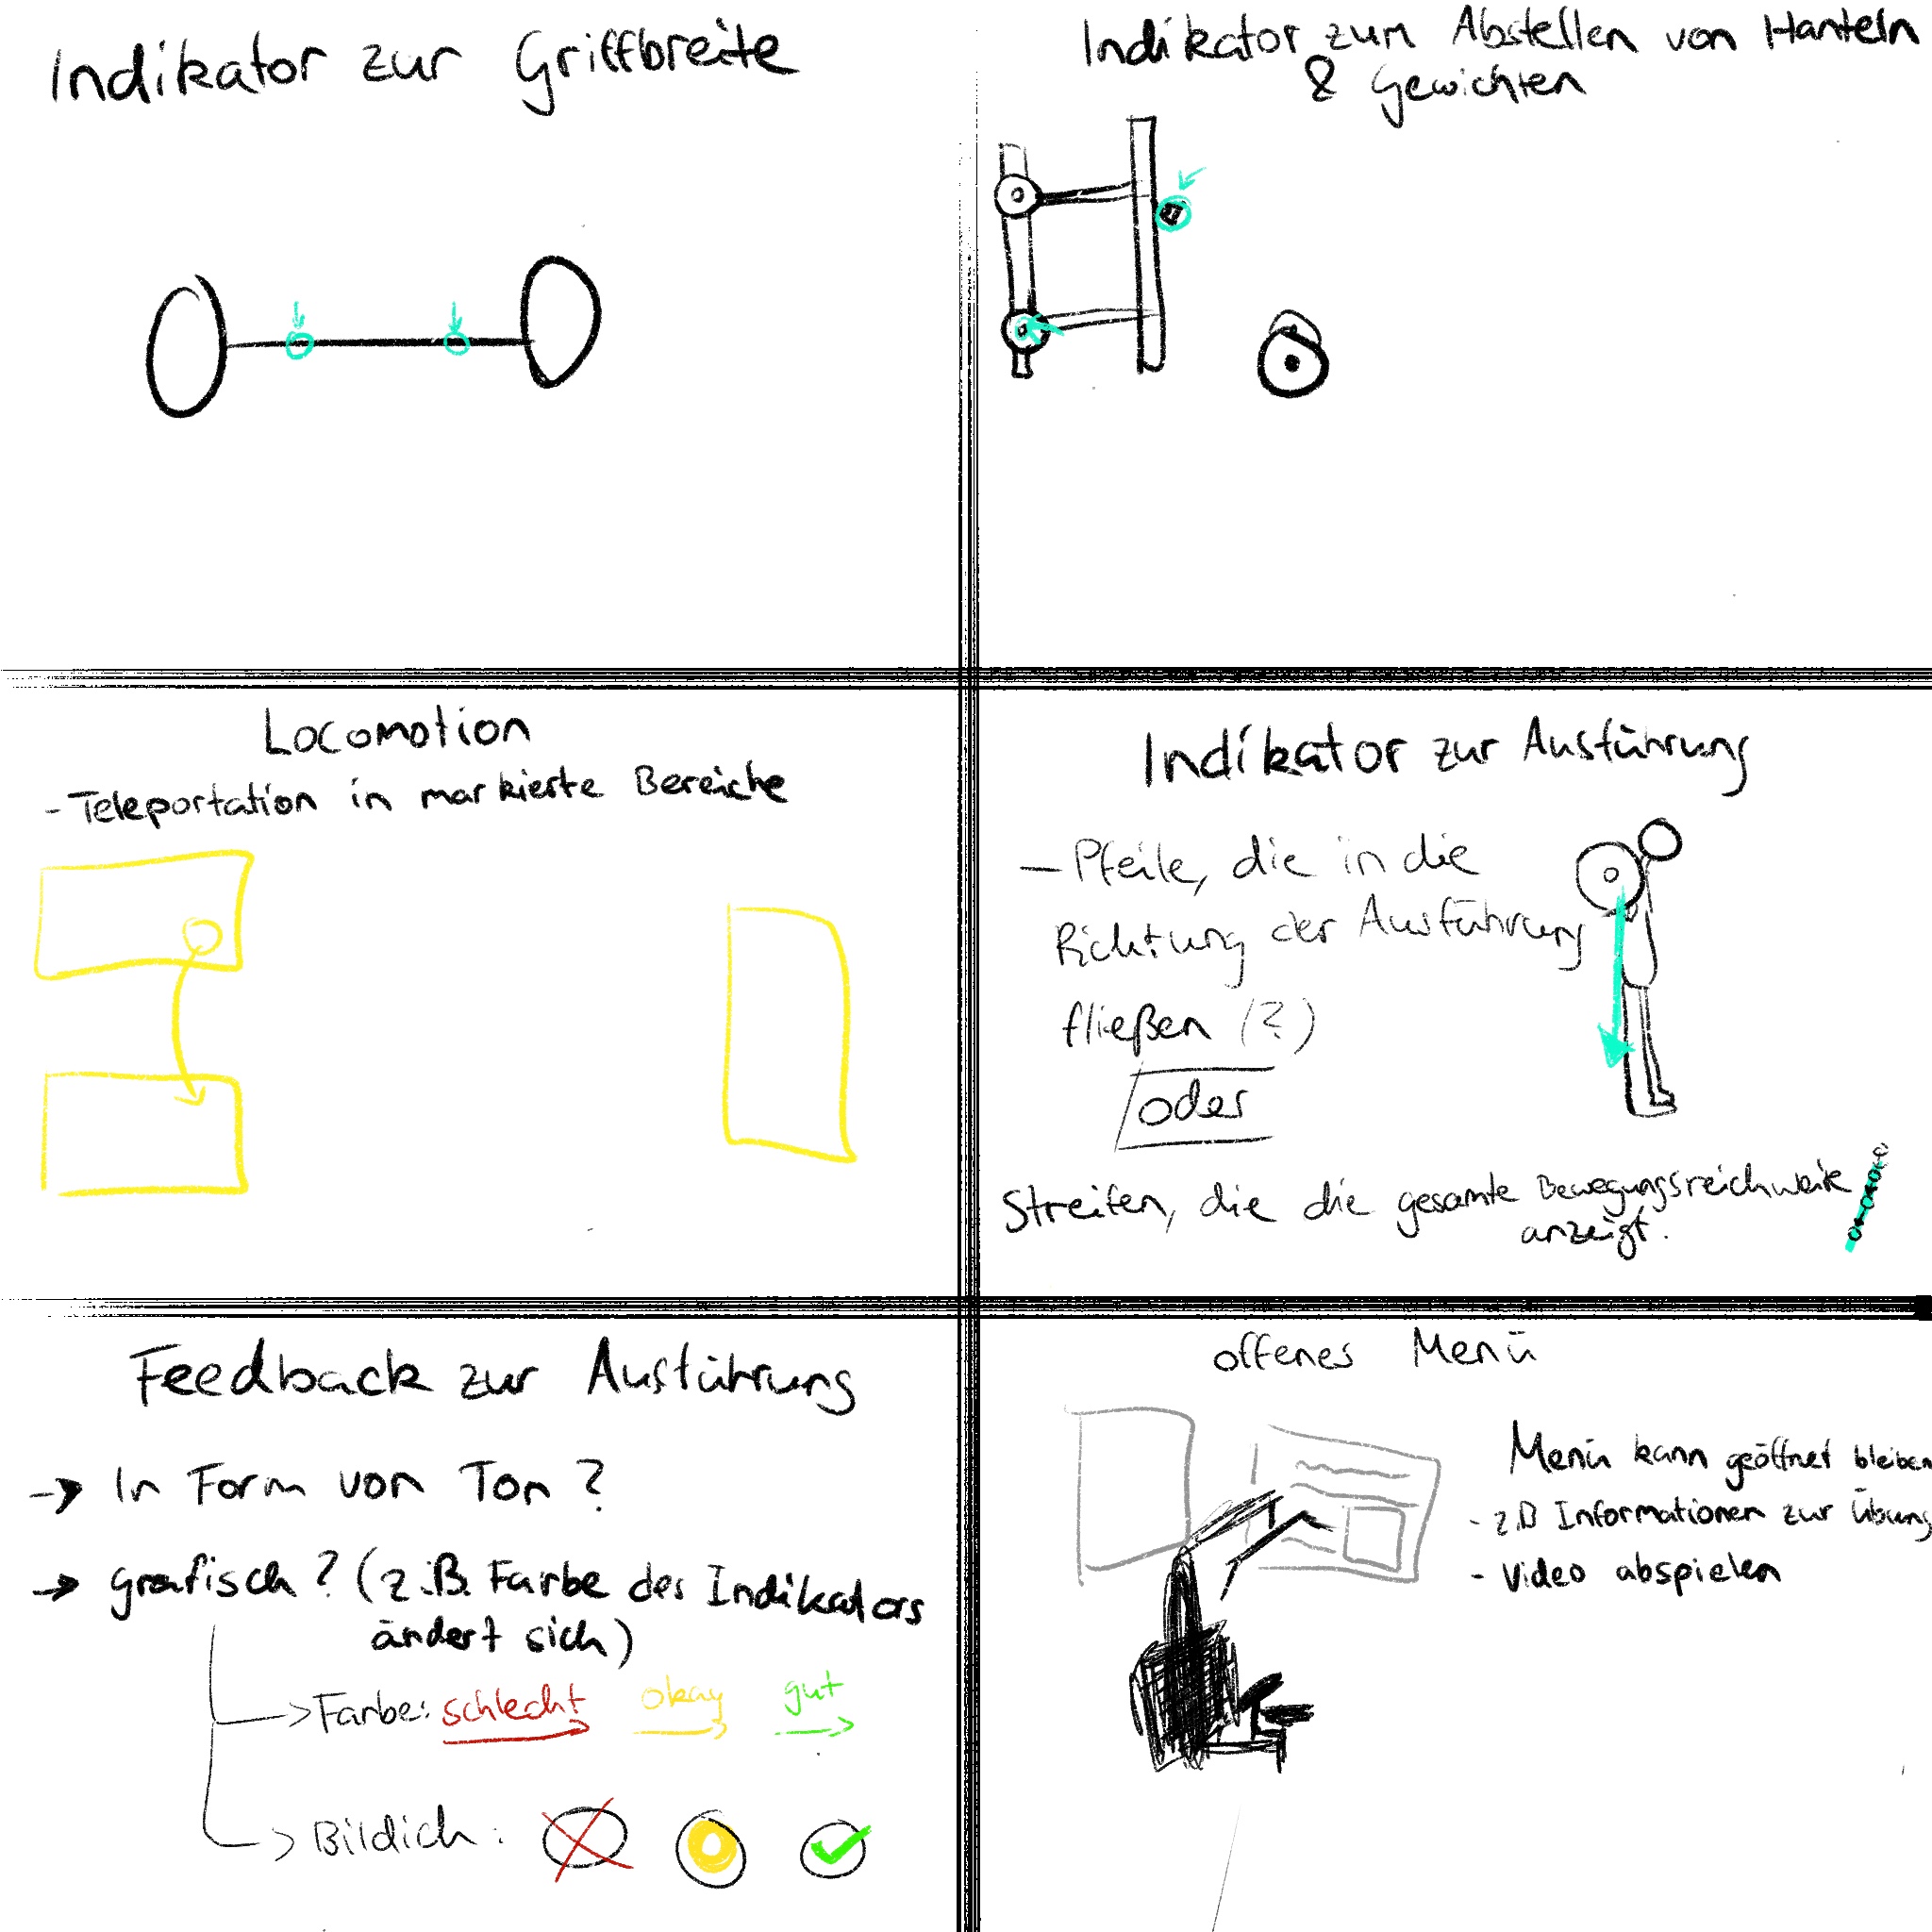 Indikator zur Griffbreite
Indikator zum Abstellen von Hanteln
& Gewichten
Locomotion
- Teleportation in markierte Bereiche
Indikator zur Ausführung
- Pfeile, die in die
Richtung der Ausführung
fließen (?)
oder
Streifen, die die gesamte Bewegungsreichweite
anzeigt.
Feedback zur Ausführung
→ In Form von Ton?
→ grafisch? (z.B. Farbe des Indikators
ändert sich)
→ Farbe: schlecht okay gut
→ Bildich:
offenes Menü
Menü kann geöffnet bleiben
- z.B Informationen zur Übung
- Video abspielen